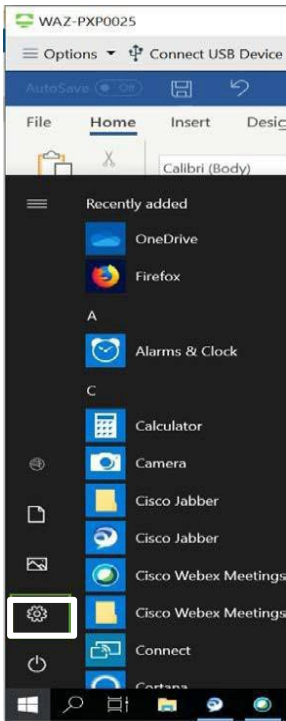 WAZ-PXP0025
Options Connect USB Device
AutoSave Off
File Home Insert Desig
Calibri (Body)
Recently added
OneDrive
Firefox
A
Alarms & Clock
C
Calculator
Camera
Cisco Jabber
Cisco Jabber
Cisco Webex Meetings
Cisco Webex Meetings
Connect
Cortana